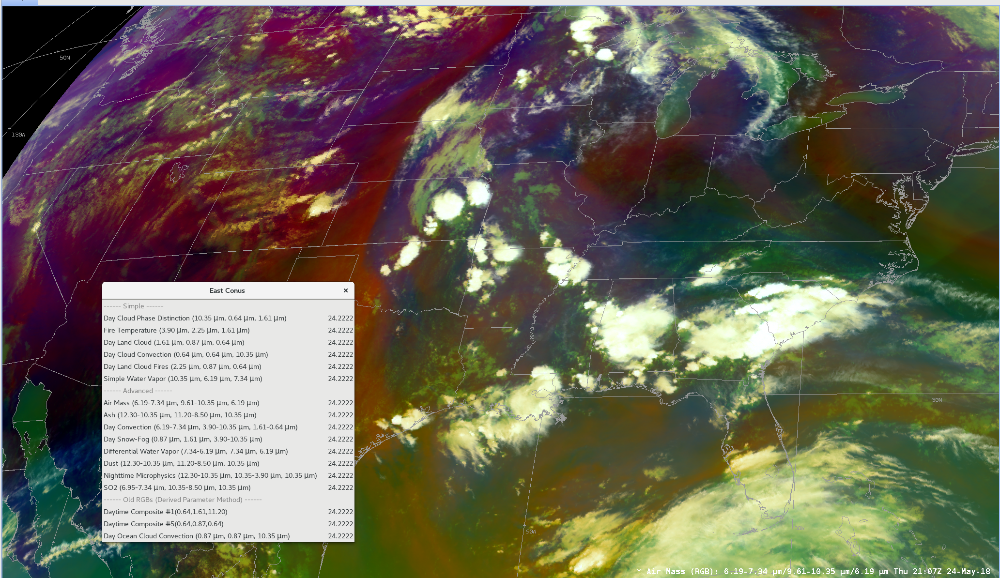 50N
130W
East Conus ×
------ Simple ------
Day Cloud Phase Distinction (10.35 µm, 0.64 µm, 1.61 µm) 24.2222
Fire Temperature (3.90 µm, 2.25 µm, 1.61 µm) 24.2222
Day Land Cloud (1.61 µm, 0.87 µm, 0.64 µm) 24.2222
Day Cloud Convection (0.64 µm, 0.64 µm, 10.35 µm) 24.2222
Day Land Cloud Fires (2.25 µm, 0.87 µm, 0.64 µm) 24.2222
Simple Water Vapor (10.35 µm, 6.19 µm, 7.34 µm) 24.2222
------ Advanced ------
Air Mass (6.19-7.34 µm, 9.61-10.35 µm, 6.19 µm) 24.2222
Ash (12.30-10.35 µm, 11.20-8.50 µm, 10.35 µm) 24.2222
Day Convection (6.19-7.34 µm, 3.90-10.35 µm, 1.61-0.64 µm) 24.2222
Day Snow-Fog (0.87 µm, 1.61 µm, 3.90-10.35 µm) 24.2222
Differential Water Vapor (7.34-6.19 µm, 7.34 µm, 6.19 µm) 24.2222
Dust (12.30-10.35 µm, 11.20-8.50 µm, 10.35 µm) 24.2222
Nighttime Microphysics (12.30-10.35 µm, 10.35-3.90 µm, 10.35 µm) 24.2222
SO2 (6.95-7.34 µm, 10.35-8.50 µm, 10.35 µm) 24.2222
------ Old RGBs (Derived Parameter Method) ------
Daytime Composite #1(0.64,1.61,11.20) 24.2222
Daytime Composite #5(0.64,0.87,0.64) 24.2222
Day Ocean Cloud Convection (0.87 µm, 0.87 µm, 10.35 µm) 24.2222
30N
90W
80W
* Air Mass (RGB): 6.19-7.34 µm/9.61-10.35 µm/6.19 µm Thu 21:07Z 24-May-18